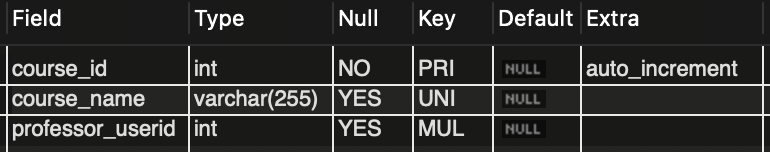 Field Type Null Key Default Extra
course_id int NO PRI NULL auto_increment
course_name varchar(255) YES UNI NULL
professor_userid int YES MUL NULL